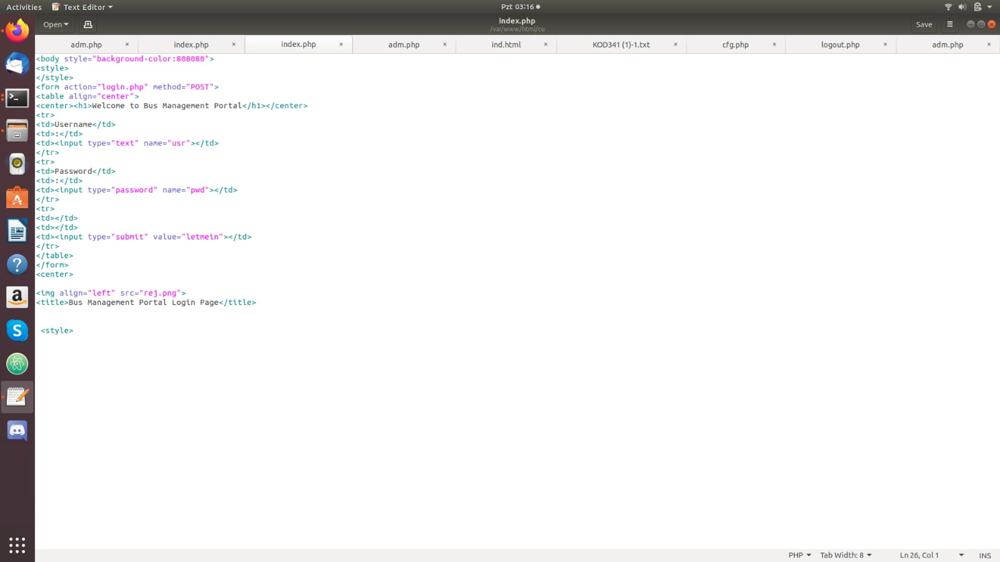 Activities Text Editor Pzt 03:16
Open index.php Save
/var/www/html/cu
adm.php × index.php × index.php × adm.php × ind.html × KOD341 (1)-1.txt × cfg.php × logout.php × adm.php ×
<body style="background-color:808080">
<style>
</style>
<form action="login.php" method="POST">
<table align="center">
<center><h1>Welcome to Bus Management Portal</h1></center>
<tr>
<td>Username</td>
<td>:</td>
<td><input type="text" name="usr"></td>
</tr>
<tr>
<td>Password</td>
<td>:</td>
<td><input type="password" name="pwd"></td>
</tr>
<tr>
<td></td>
<td></td>
<td><input type="submit" value="letmein"></td>
</tr>
</table>
</form>
<center>
<img align="left" src="rej.png">
<title>Bus Management Portal Login Page</title>
<style>
PHP Tab Width: 8 Ln 26, Col 1 INS